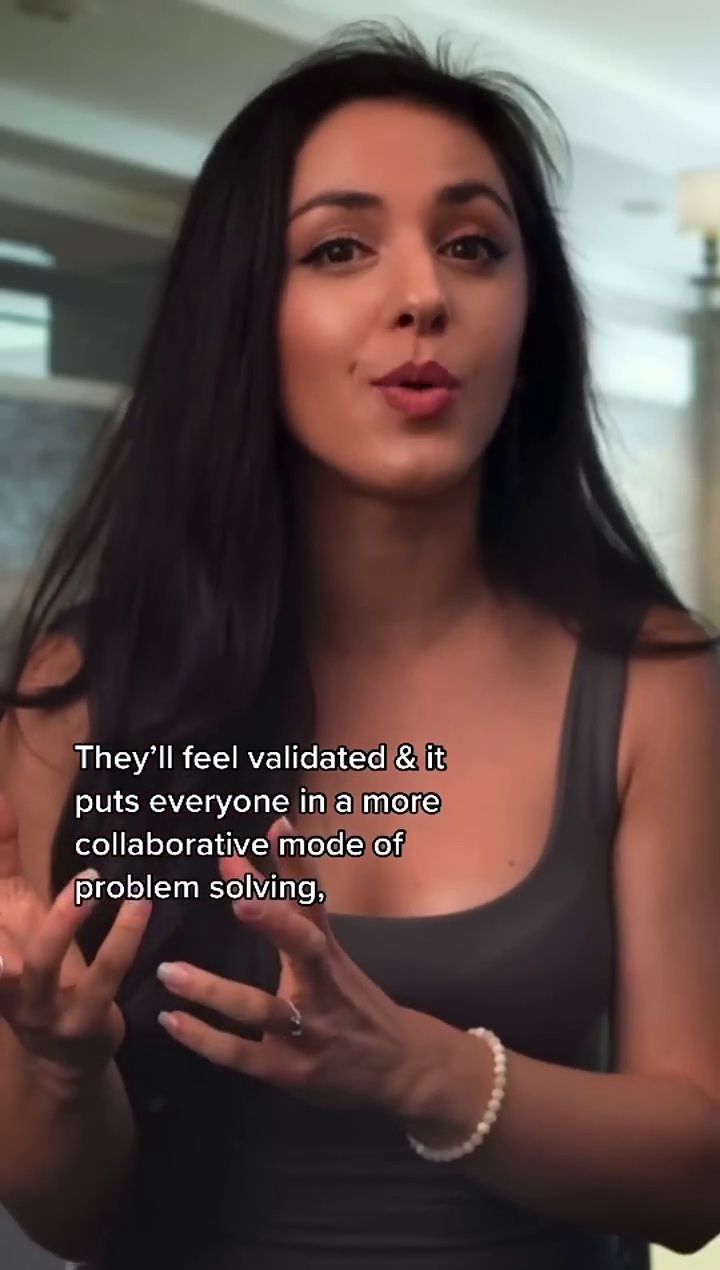 They’ll feel validated & it
puts everyone in a more
collaborative mode of
problem solving,